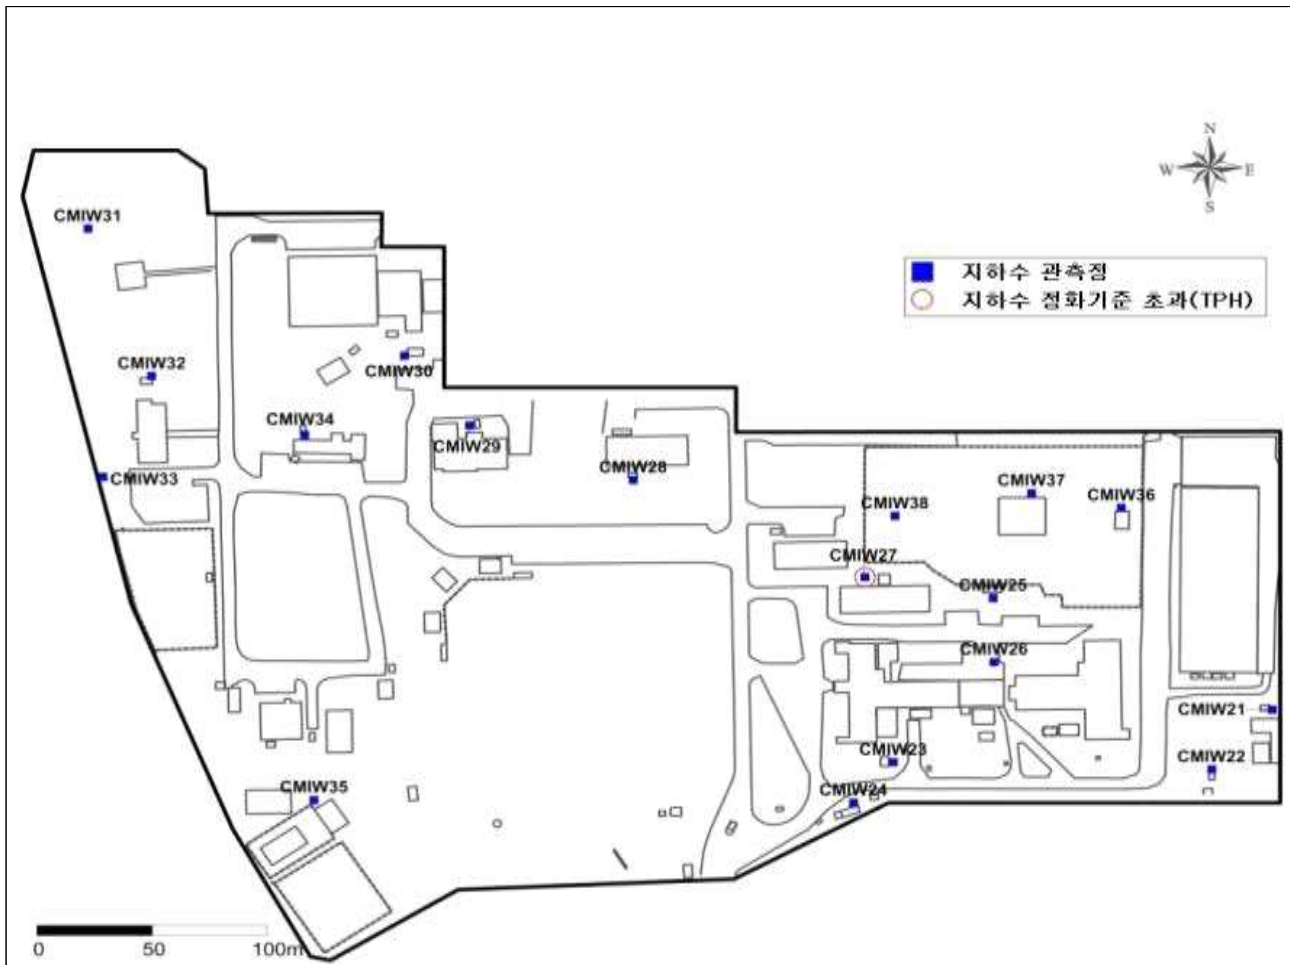 N
W E
S
CMIW31
지하수 관측정
지하수 정화기준 초과(TPH)
CMIW32
CMIW30
CMIW34
CMIW29
CMIW28
CMIW33
CMIW37
CMIW36
CMIW38
CMIW27
CMIW25
CMIW26
CMIW21
CMIW23
CMIW22
CMIW35
CMIW24
0 50 100m